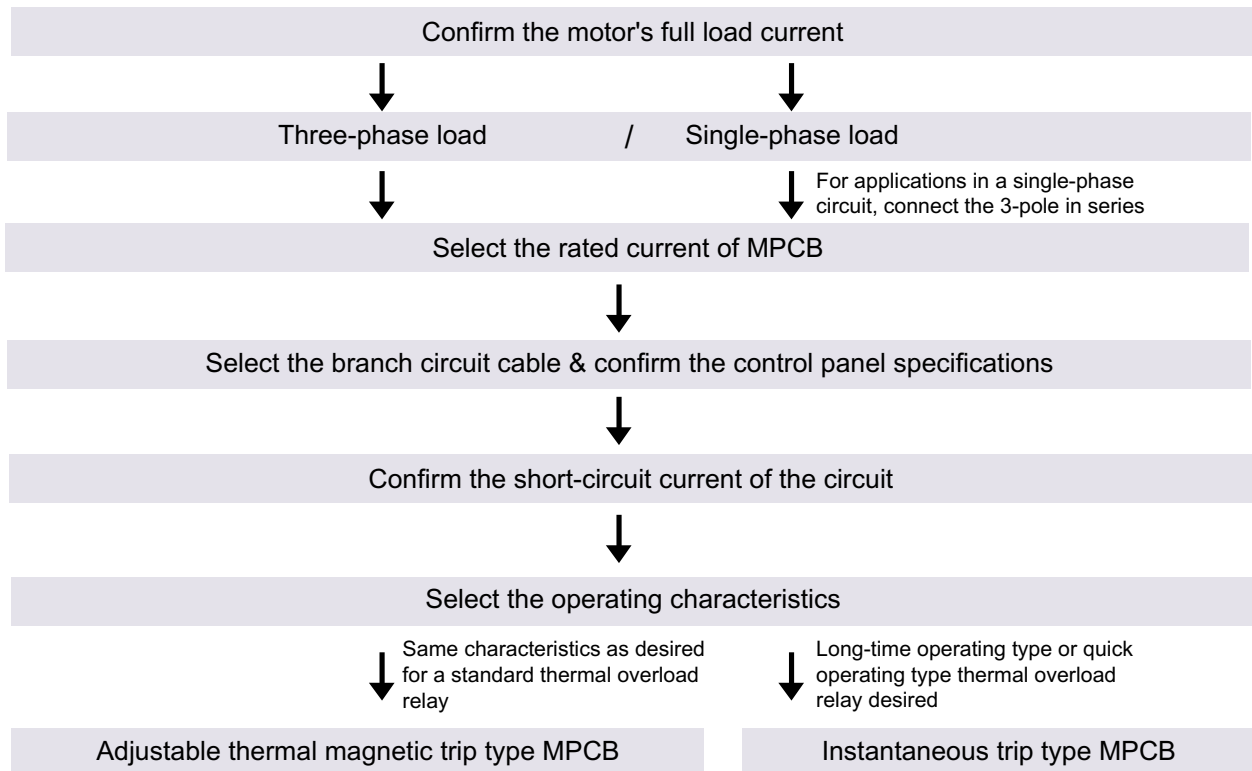 Confirm the motor's full load current
Three-phase load / Single-phase load
For applications in a single-phase
circuit, connect the 3-pole in series
Select the rated current of MPCB
Select the branch circuit cable & confirm the control panel specifications
Confirm the short-circuit current of the circuit
Select the operating characteristics
Same characteristics as desired
for a standard thermal overload
relay
Long-time operating type or quick
operating type thermal overload
relay desired
Adjustable thermal magnetic trip type MPCB
Instantaneous trip type MPCB